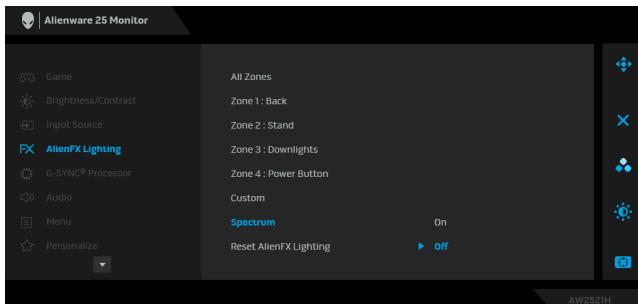 Alienware 25 Monitor
Game
All Zones
Brightness/Contrast
Zone 1 : Back
Input Source
Zone 2 : Stand
FX AlienFX Lighting
Zone 3 : Downlights
G-SYNC® Processor
Zone 4 : Power Button
Audio
Custom
Menu
Spectrum
On
Personalize
Reset AlienFX Lighting
Off
AW2521H